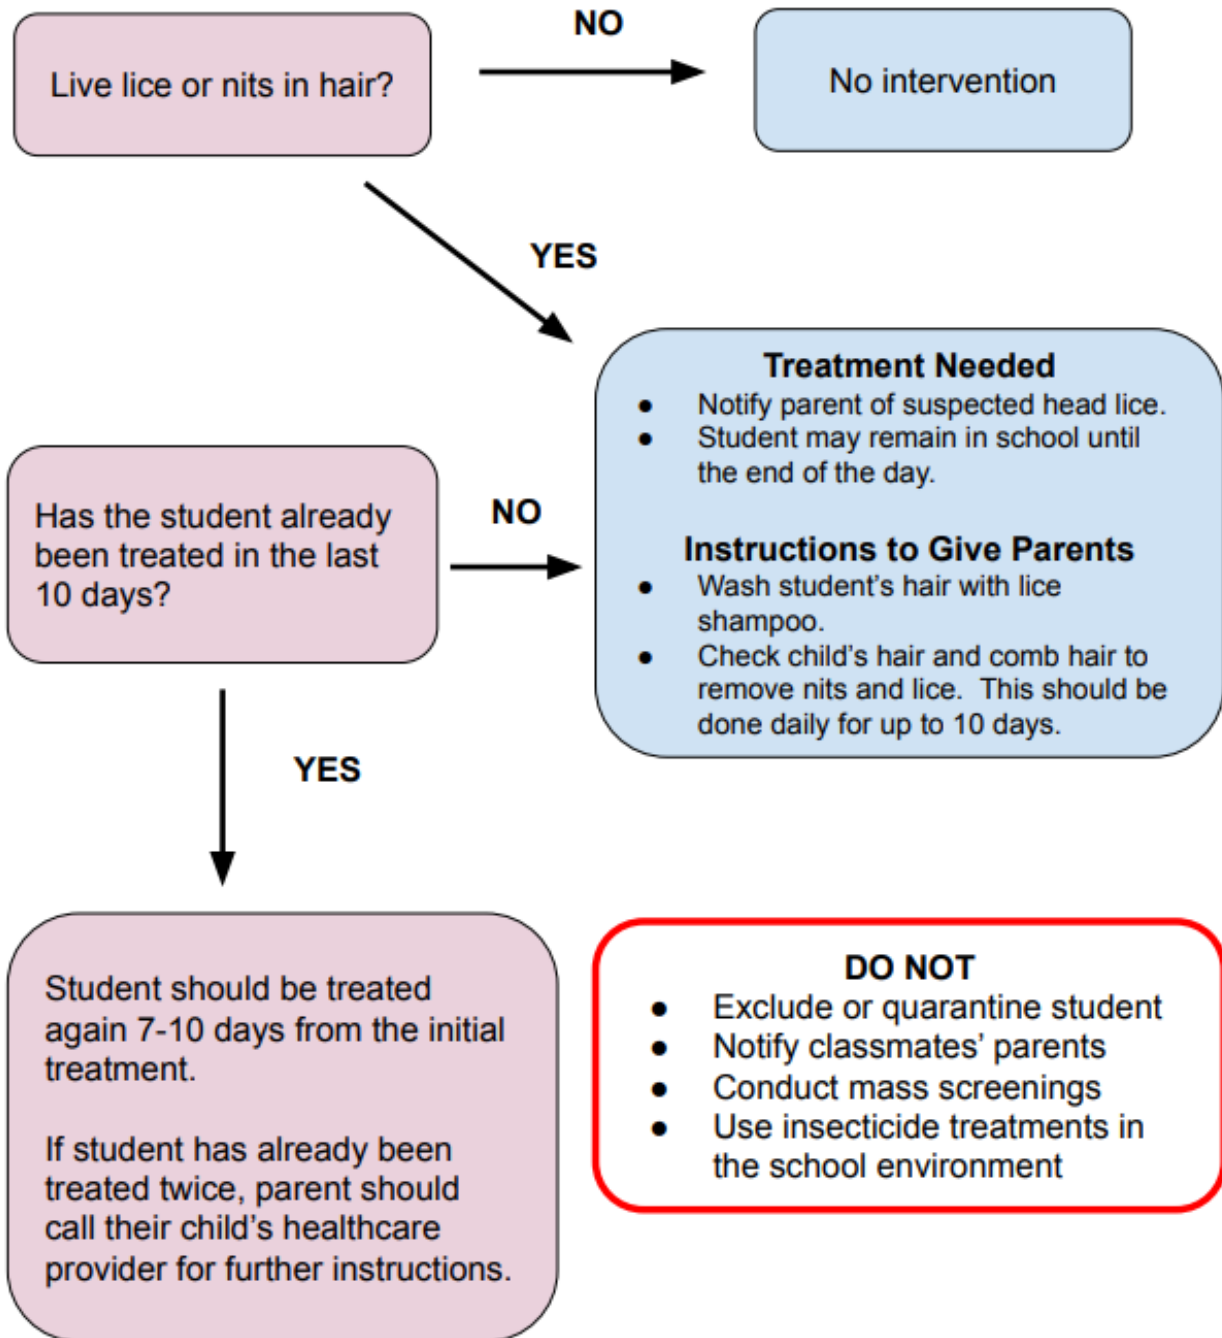 Live lice or nits in hair?
NO
No intervention
YES
Treatment Needed
● Notify parent of suspected head lice.
● Student may remain in school until
the end of the day.
Instructions to Give Parents
● Wash student’s hair with lice
shampoo.
● Check child’s hair and comb hair to
remove nits and lice. This should be
done daily for up to 10 days.
Has the student already
been treated in the last
10 days?
NO
YES
Student should be treated
again 7-10 days from the initial
treatment.
If student has already been
treated twice, parent should
call their child’s healthcare
provider for further instructions.
DO NOT
● Exclude or quarantine student
● Notify classmates’ parents
● Conduct mass screenings
● Use insecticide treatments in
the school environment